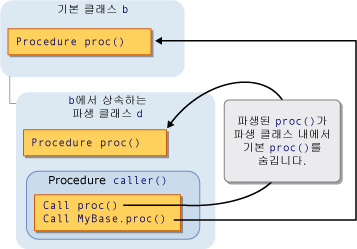 기본 클래스 b
Procedure proc()
b에서 상속하는
파생 클래스 d
Procedure proc()
파생된 proc()가
파생 클래스 내에서
기본 proc()를
숨깁니다.
Procedure caller()
Call proc()
Call MyBase.proc()